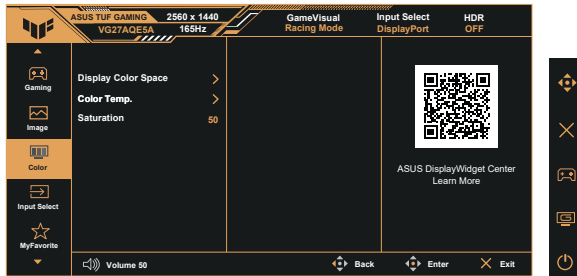 ASUS TUF GAMING 2560 x 1440
VG27AQE5A 165Hz
GameVisual
Racing Mode
Input Select
DisplayPort
HDR
OFF
Gaming
Image
Color
Input Select
MyFavorite
Display Color Space
Color Temp.
Saturation 50
ASUS DisplayWidget Center
Learn More
Volume 50
Back
Enter
Exit